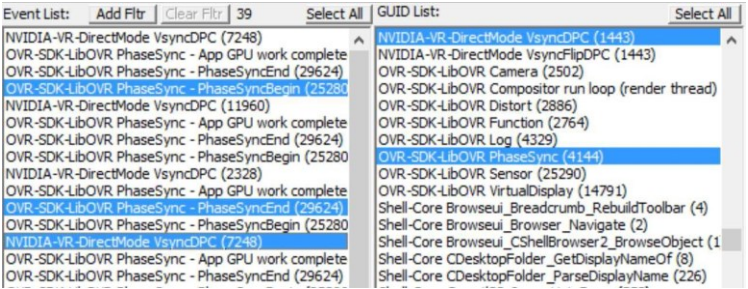 Event List: Add Fltr Clear Fltr 39 Select All
NVIDIA-VR-DirectMode VsyncDPC (7248)
OVR-SDK-LibOVR PhaseSync - App GPU work complete
OVR-SDK-LibOVR PhaseSync - PhaseSyncEnd (29624)
OVR-SDK-LibOVR PhaseSync - PhaseSyncBegin (25280
NVIDIA-VR-DirectMode VsyncDPC (11960)
OVR-SDK-LibOVR PhaseSync - App GPU work complete
OVR-SDK-LibOVR PhaseSync - PhaseSyncEnd (29624)
OVR-SDK-LibOVR PhaseSync - PhaseSyncBegin (25280
NVIDIA-VR-DirectMode VsyncDPC (2328)
OVR-SDK-LibOVR PhaseSync - App GPU work complete
OVR-SDK-LibOVR PhaseSync - PhaseSyncEnd (29624)
OVR-SDK-LibOVR PhaseSync - PhaseSyncBegin (25280
NVIDIA-VR-DirectMode VsyncDPC (7248)
OVR-SDK-LibOVR PhaseSync - App GPU work complete
OVR-SDK-LibOVR PhaseSync - PhaseSyncEnd (29624)
GUID List: Select All
NVIDIA-VR-DirectMode VsyncDPC (1443)
NVIDIA-VR-DirectMode VsyncFlipDPC (1443)
OVR-SDK-LibOVR Camera (2502)
OVR-SDK-LibOVR Compositor run loop (render thread)
OVR-SDK-LibOVR Distort (2886)
OVR-SDK-LibOVR Function (2764)
OVR-SDK-LibOVR Log (4329)
OVR-SDK-LibOVR PhaseSync (4144)
OVR-SDK-LibOVR Sensor (25290)
OVR-SDK-LibOVR VirtualDisplay (14791)
Shell-Core Browseui_Breadcrumb_RebuildToolbar (4)
Shell-Core Browseui_Browser_Navigate (2)
Shell-Core Browseui_CShellBrowser2_BrowseObject (1
Shell-Core CDesktopFolder_GetDisplayNameOf (8)
Shell-Core CDesktopFolder_ParseDisplayName (226)